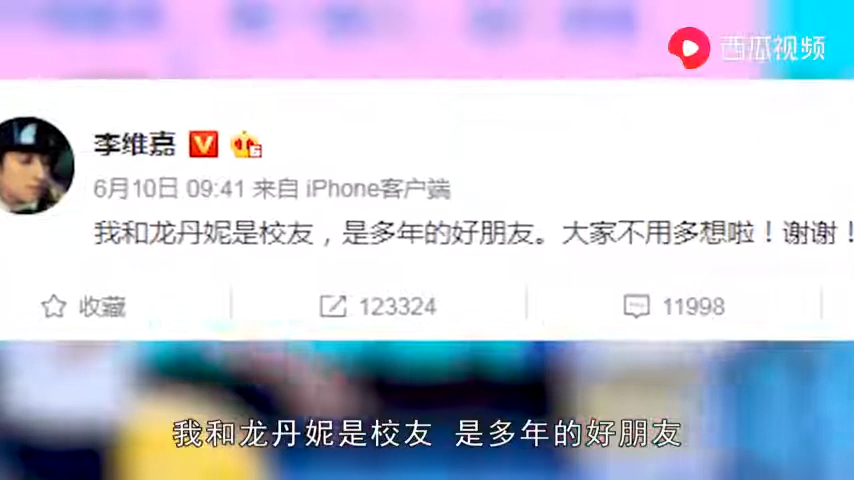 西瓜视频
李维嘉
6月10日 09:41 来自 iPhone客户端
我和龙丹妮是校友，是多年的好朋友。大家不用多想啦！谢谢！
收藏 123324 11998
我和龙丹妮是校友 是多年的好朋友